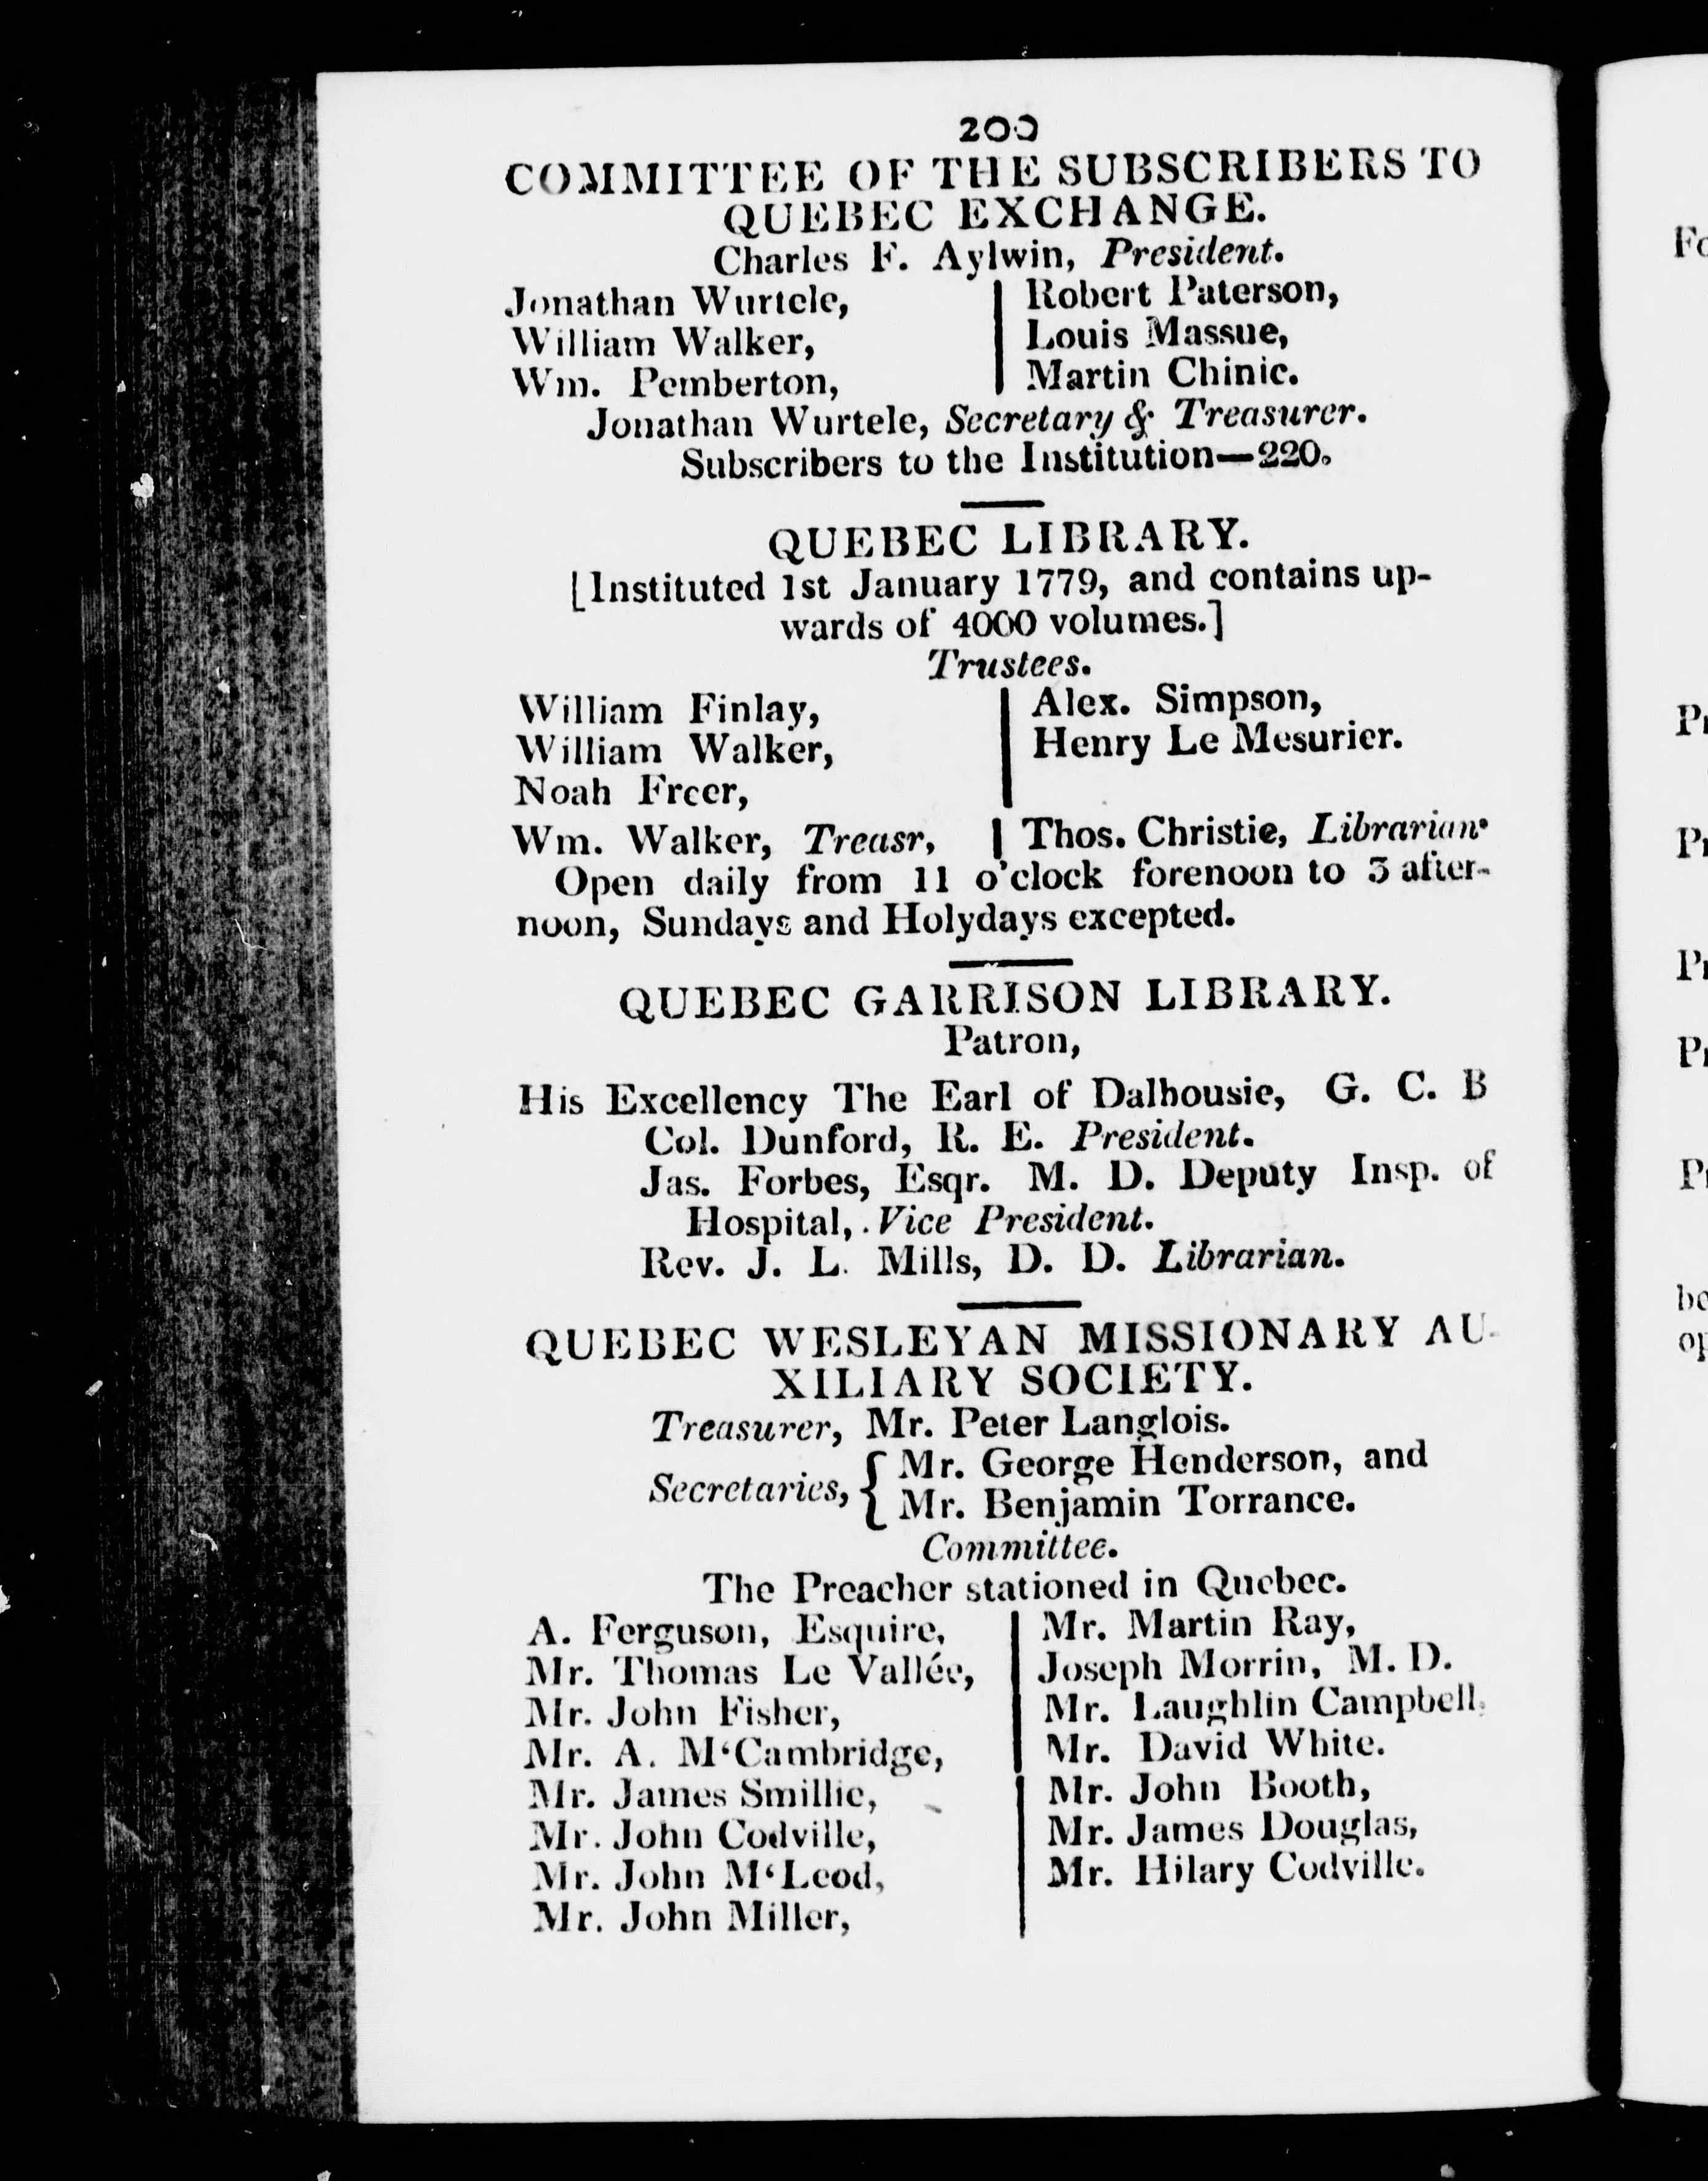 200
COMMITTEE OF THE SUBSCRIBERS TO
QUEBEC EXCHANGE.
Charles F. Aylwin, President.
Jonathan Wurtele,
William Walker,
Wm. Pemberton,
Robert Paterson,
Louis Massue,
Martin Chinic.
Jonathan Wurtele, Secretary & Treasurer.
Subscribers to the Institution—220.
QUEBEC LIBRARY.
[Instituted 1st January 1779, and contains up-
wards of 4000 volumes.]
Trustees.
William Finlay,
William Walker,
Noah Freer,
Alex. Simpson,
Henry Le Mesurier.
Wm. Walker, Treasr, | Thos. Christie, Librarian.
Open daily from 11 o'clock forenoon to 3 after-
noon, Sundays and Holydays excepted.
QUEBEC GARRISON LIBRARY.
Patron,
His Excellency The Earl of Dalhousie, G. C. B
Col. Dunford, R. E. President.
Jas. Forbes, Esqr. M. D. Deputy Insp. of
Hospital, . Vice President.
Rev. J. L. Mills, D. D. Librarian.
QUEBEC WESLEYAN MISSIONARY AU-
XILIARY SOCIETY.
Treasurer, Mr. Peter Langlois.
Secretaries, { Mr. George Henderson, and
Mr. Benjamin Torrance.
Committee.
The Preacher stationed in Quebec.
A. Ferguson, Esquire,
Mr. Thomas Le Vallée,
Mr. John Fisher,
Mr. A. M‘Cambridge,
Mr. James Smillie,
Mr. John Codville,
Mr. John M‘Leod,
Mr. John Miller,
Mr. Martin Ray,
Joseph Morrin, M. D.
Mr. Laughlin Campbell,
Mr. David White.
Mr. John Booth,
Mr. James Douglas,
Mr. Hilary Codville.